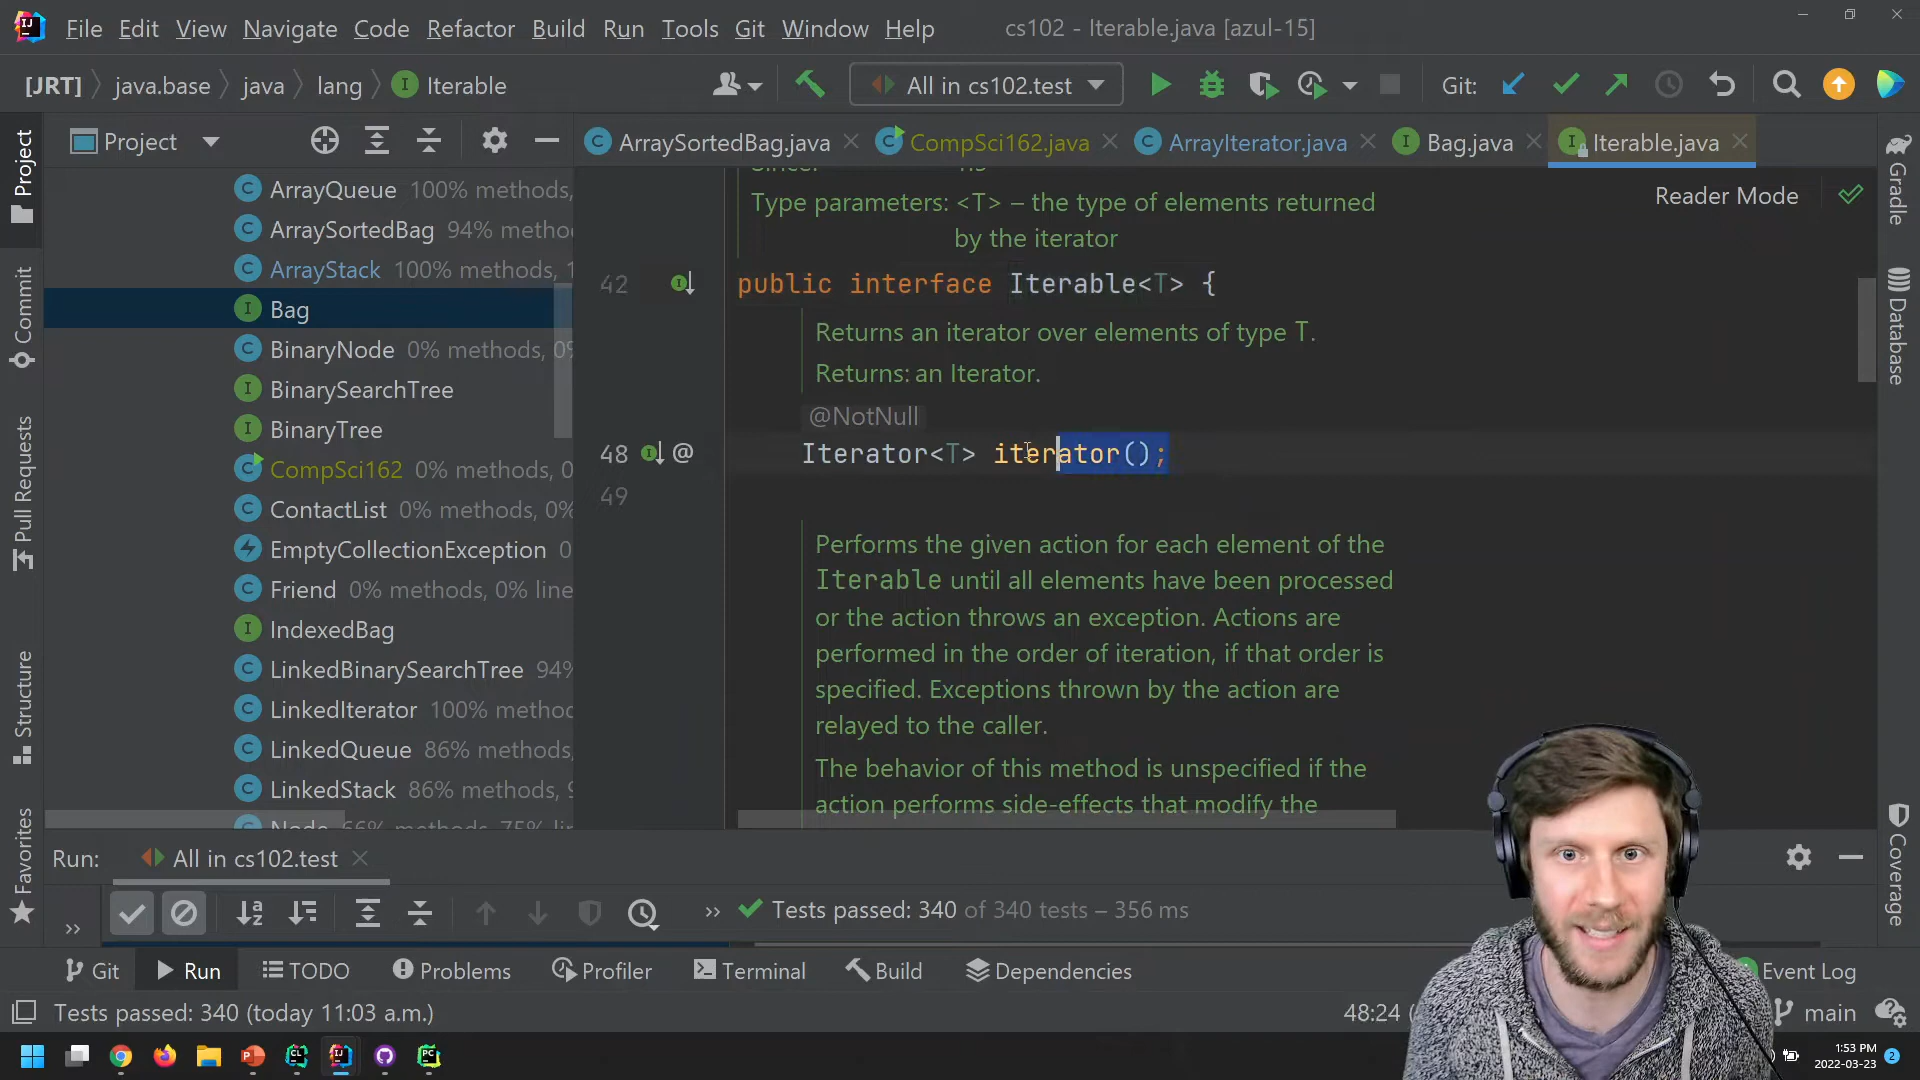 File Edit View Navigate Code Refactor Build Run Tools Git Window Help cs102 - Iterable.java [azul-15]
[JRT] java.base java lang Iterable All in cs102.test Git:
Project
ArraySortedBag.java CompSci162.java ArrayIterator.java Bag.java Iterable.java
ArrayQueue 100% methods,
ArraySortedBag 94% metho
ArrayStack 100% methods, 1
Bag
BinaryNode 0% methods, 0%
BinarySearchTree
BinaryTree
CompSci162 0% methods, 0
ContactList 0% methods, 0%
EmptyCollectionException 0
Friend 0% methods, 0% line
IndexedBag
LinkedBinarySearchTree 94%
LinkedIterator 100% method
LinkedQueue 86% methods,
LinkedStack 86% methods, 9
Node 66% methods, 75% li
Reader Mode
Type parameters: <T> – the type of elements returned
by the iterator
42 public interface Iterable<T> {
Returns an iterator over elements of type T.
Returns: an Iterator.
@NotNull
48 @ Iterator<T> iterator();
49
Performs the given action for each element of the
Iterable until all elements have been processed
or the action throws an exception. Actions are
performed in the order of iteration, if that order is
specified. Exceptions thrown by the action are
relayed to the caller.
The behavior of this method is unspecified if the
action performs side-effects that modify the
Project
Commit
Pull Requests
Structure
Favorites
Gradle
Database
Coverage
Run: All in cs102.test
Tests passed: 340 of 340 tests – 356 ms
Git Run TODO Problems Profiler Terminal Build Dependencies Event Log
Tests passed: 340 (today 11:03 a.m.) 48:24 main
1:53 PM
2022-03-23
2